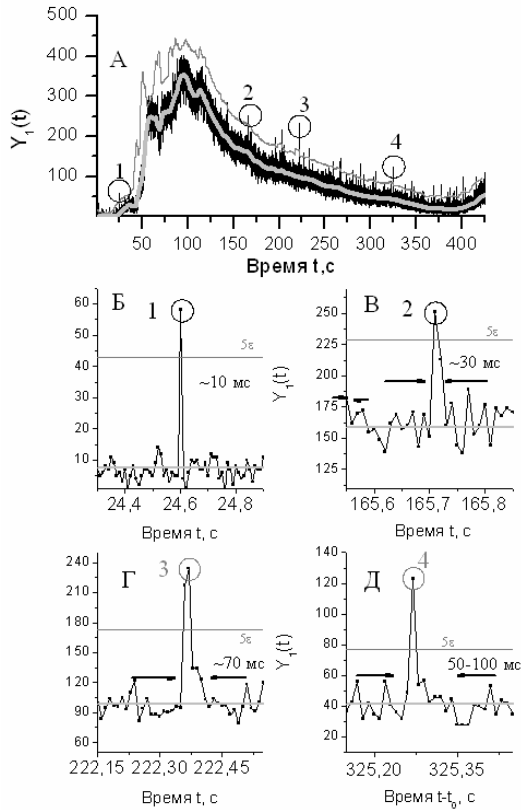 500
400
300
200
100
Y₁(t)
А
1
2
3
4
50 100 150 200 250 300 350 400
Время t,с
Б
1
60
50
40
30
20
10
5ε
~10 мс
24,4 24,6 24,8
Время t, с
В
2
Y₁(t)
250
225
200
175
150
125
5ε
~30 мс
165,6 165,7 165,8
Время t, с
Г
3
240
210
180
150
120
90
60
5ε
~70 мс
222,15 222,30 222,45
Время t, с
Д
4
Y₁(t)
140
120
100
80
60
40
20
0
5ε
50-100 мс
325,20 325,35
Время t-t₀, с